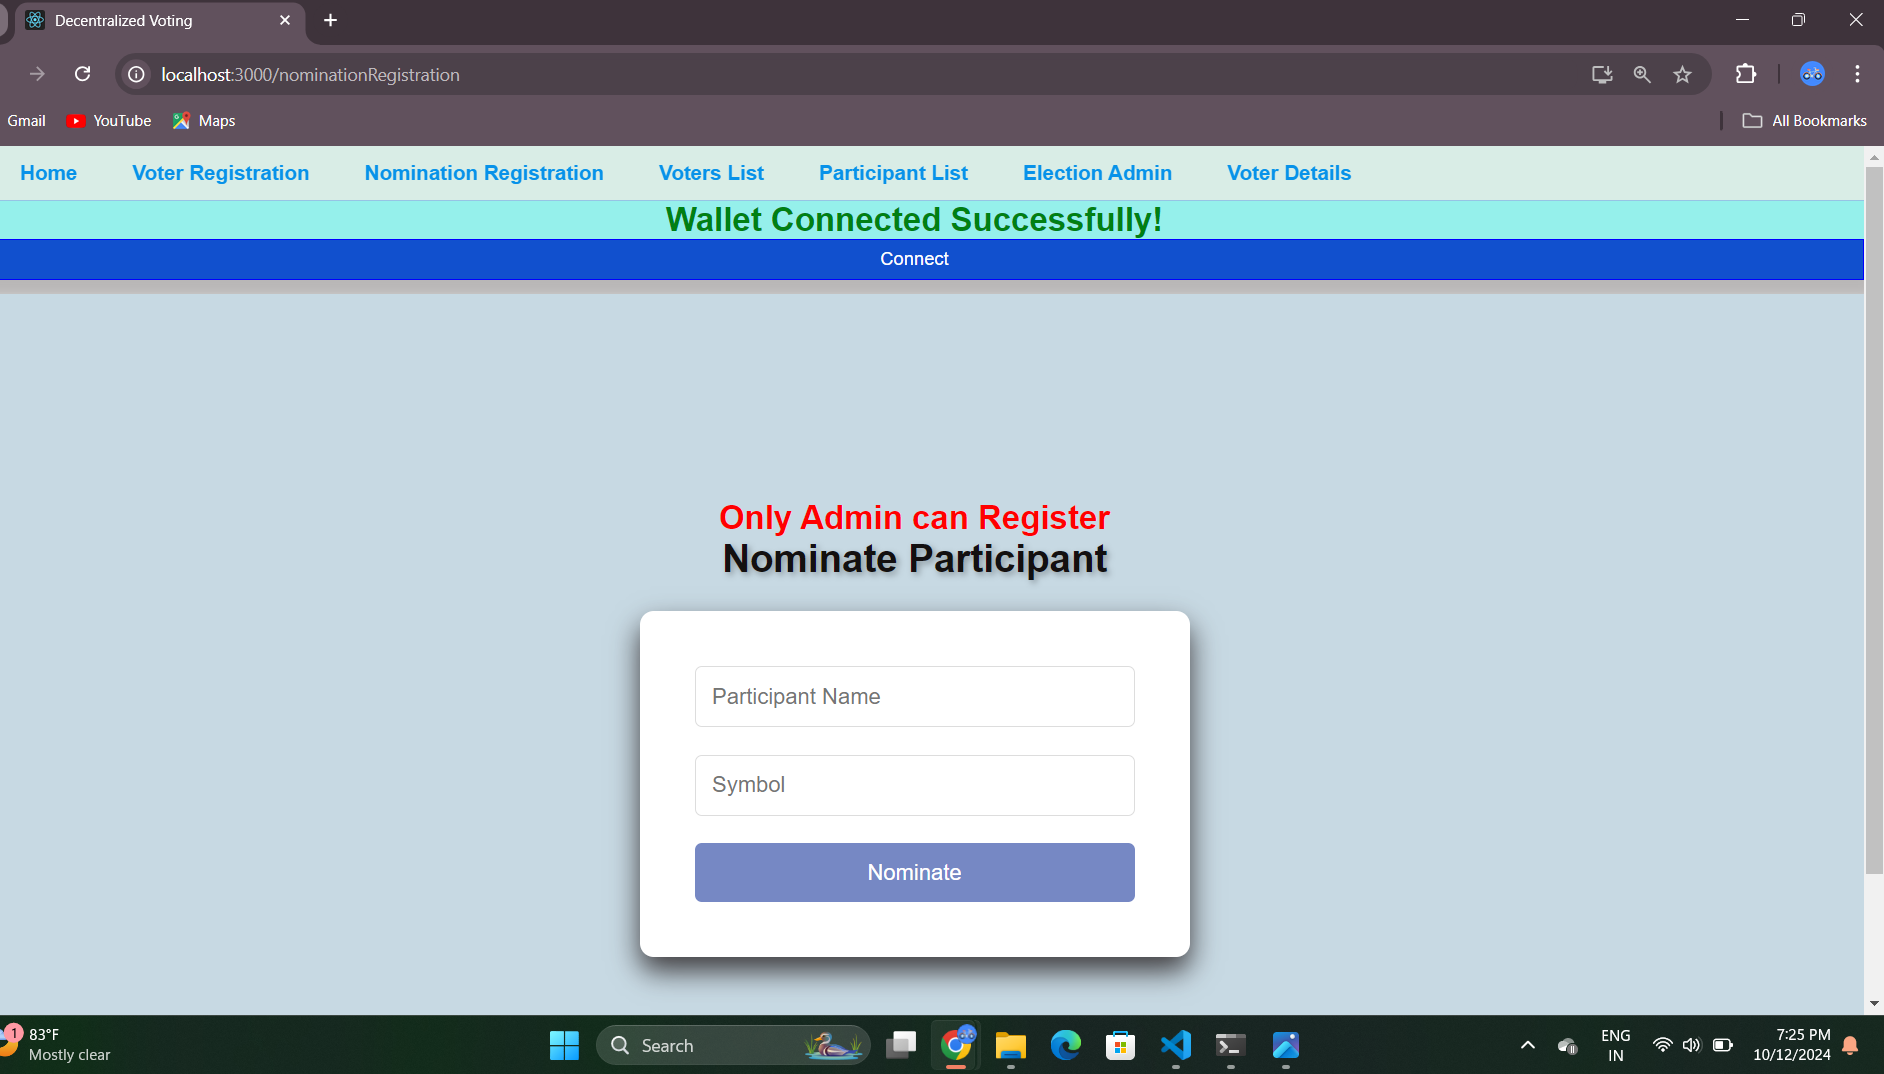 Decentralized Voting
localhost:3000/nominationRegistration
Gmail YouTube Maps All Bookmarks
Home Voter Registration Nomination Registration Voters List Participant List Election Admin Voter Details
Wallet Connected Successfully!
Connect
Only Admin can Register
Nominate Participant
Participant Name
Symbol
Nominate
1
83°F
Mostly clear
Search
ENG
IN
7:25 PM
10/12/2024